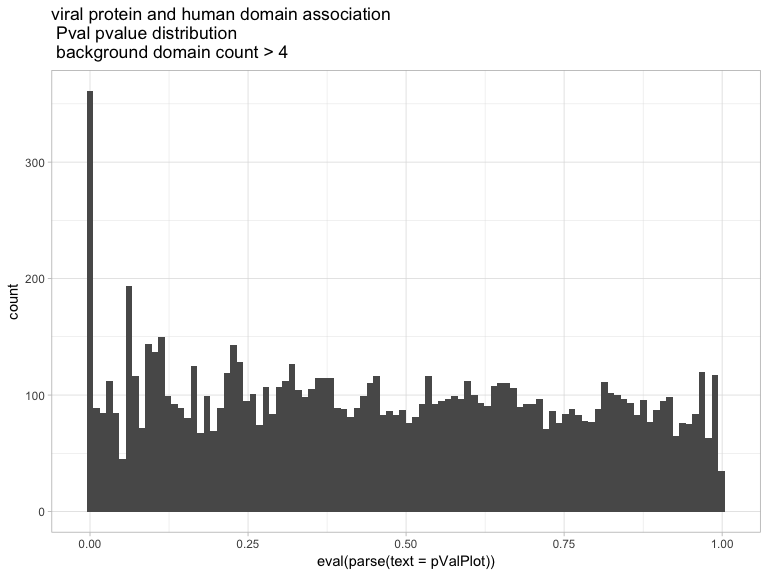 viral protein and human domain association
Pval pvalue distribution
background domain count > 4
count
300
200
100
0
0.00 0.25 0.50 0.75 1.00
eval(parse(text = pValPlot))